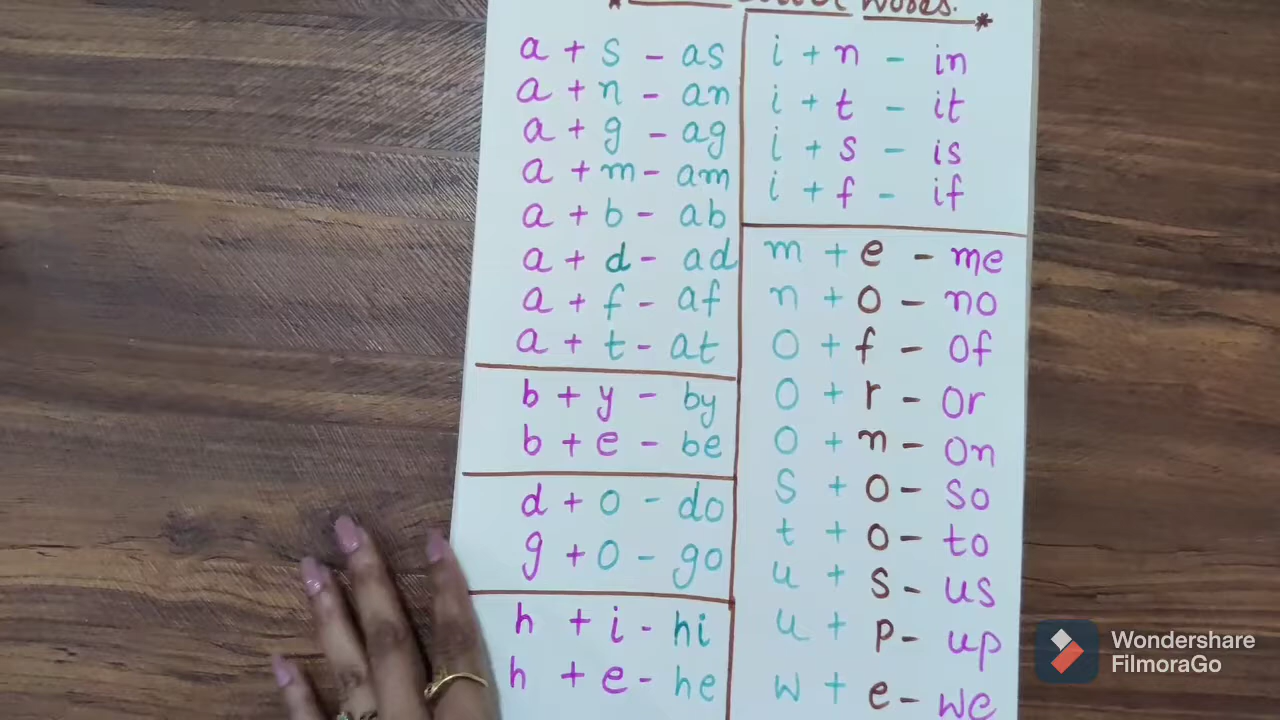 words.
a + s - as
a + n - an
a + g - ag
a + m - am
a + b - ab
a + d - ad
a + f - af
a + t - at
b + y - by
b + e - be
d + o - do
g + o - go
h + i - hi
h + e - he
i + n - in
i + t - it
i + s - is
i + f - if
m + e - me
n + o - no
o + f - of
o + r - or
o + n - on
s + o - so
t + o - to
u + s - us
u + p - up
w + e - we
Wondershare
FilmoraGo